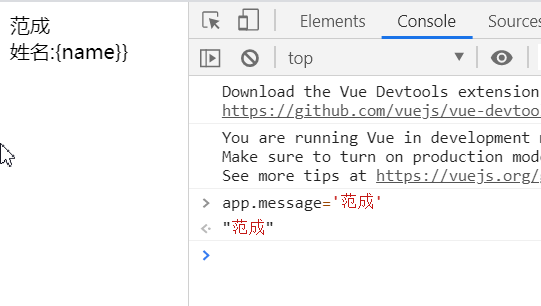 范成
姓名:{name}}
Elements
Console
Sources
top
Download the Vue Devtools extension
https://github.com/vuejs/vue-devtoo
You are running Vue in development m
Make sure to turn on production mode
See more tips at https://vuejs.org/
app.message='范成'
"范成"